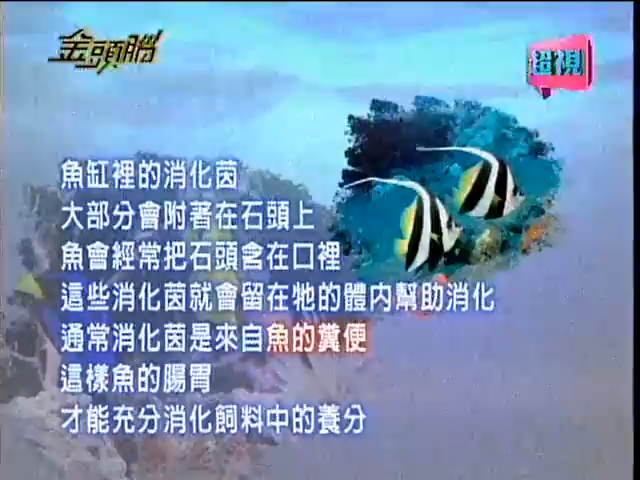 金頭腦
超視
魚缸裡的消化菌
大部分會附著在石頭上
魚會經常把石頭含在口裡
這些消化菌就會留在牠的體內幫助消化
通常消化菌是來自魚的糞便
這樣魚的腸胃
才能充分消化飼料中的養分